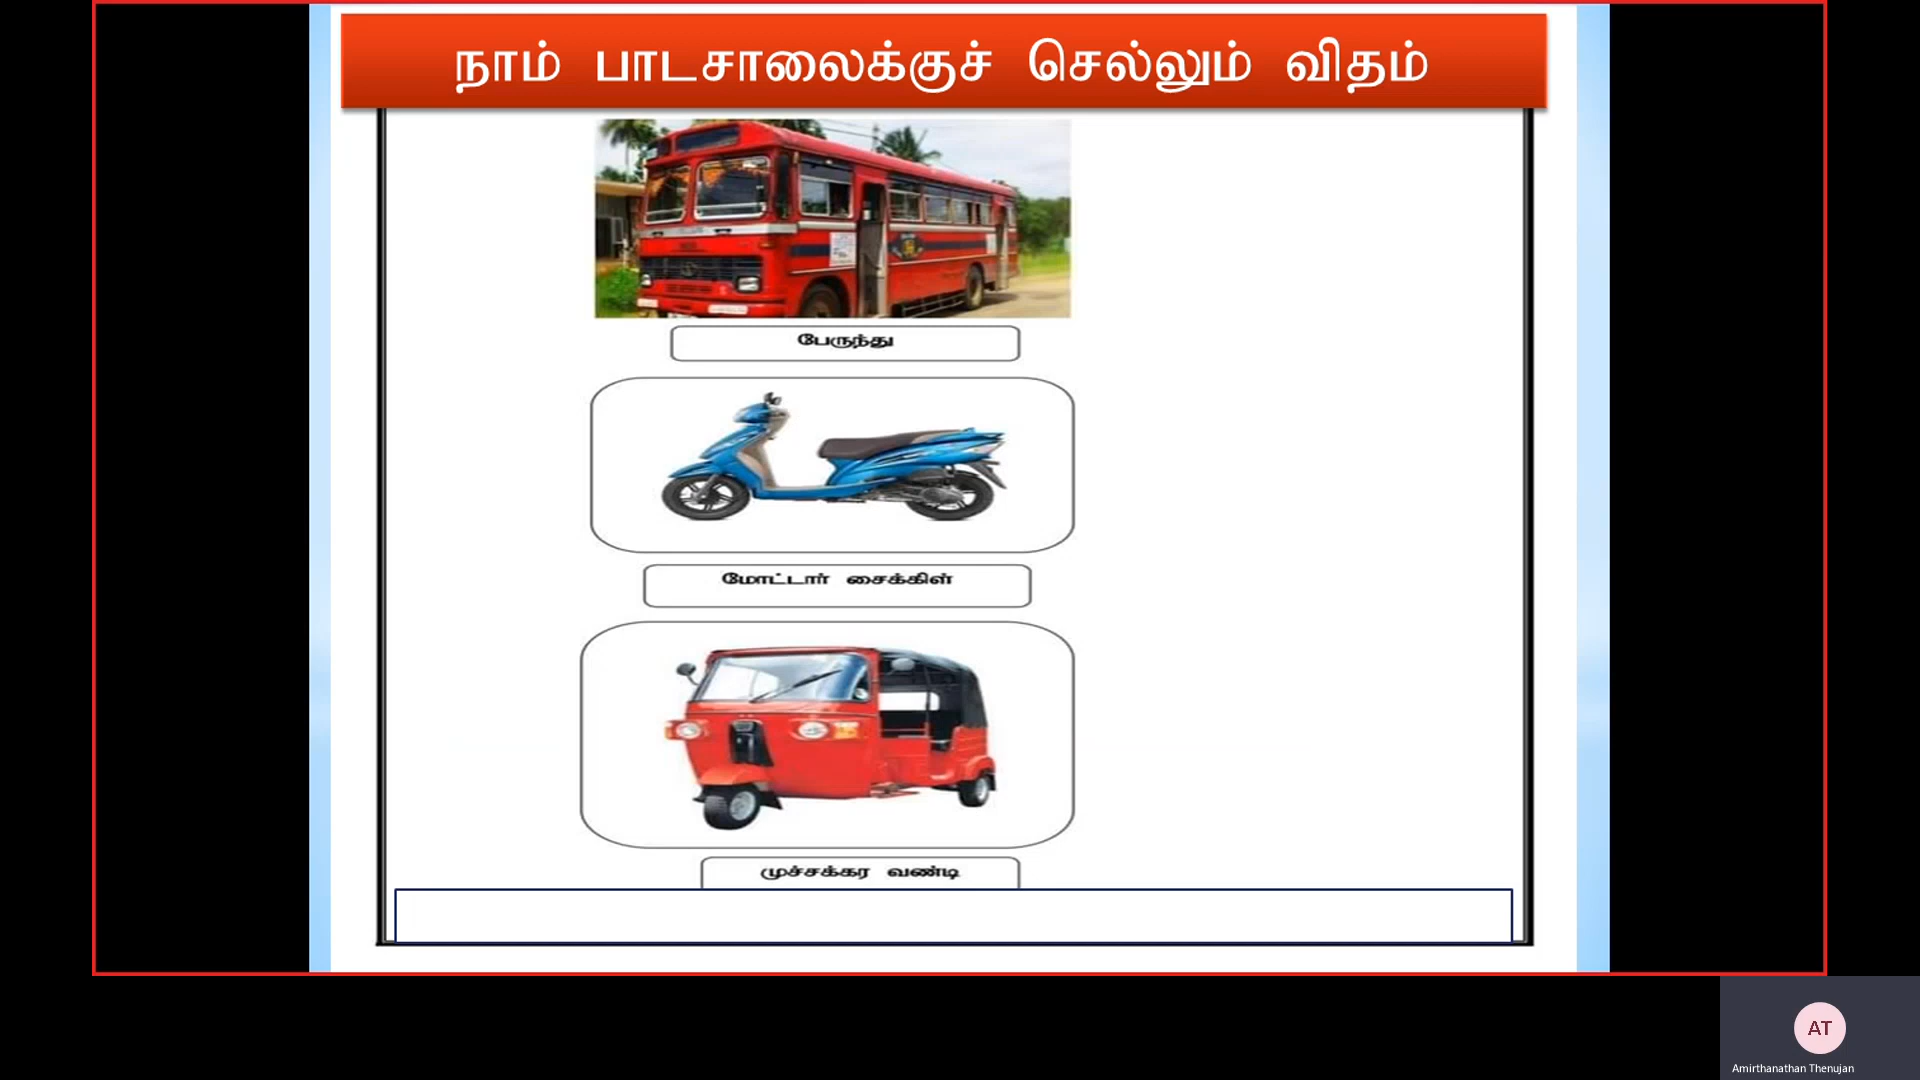 நாம் பாடசாலைக்குச் செல்லும் விதம்
பேருந்து
மோட்டார் சைக்கிள்
முச்சக்கர வண்டி
AT
Amirthanathan Thenujan